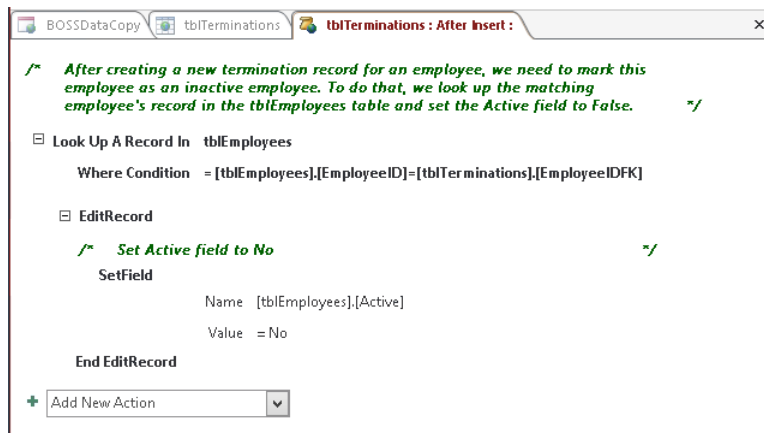 BOSSDataCopy tblTerminations tblTerminations : After Insert :
/* After creating a new termination record for an employee, we need to mark this
employee as an inactive employee. To do that, we look up the matching
employee's record in the tblEmployees table and set the Active field to False. */
Look Up A Record In tblEmployees
Where Condition = [tblEmployees].[EmployeeID]=[tblTerminations].[EmployeeIDFK]
EditRecord
/* Set Active field to No */
SetField
Name [tblEmployees].[Active]
Value = No
End EditRecord
Add New Action